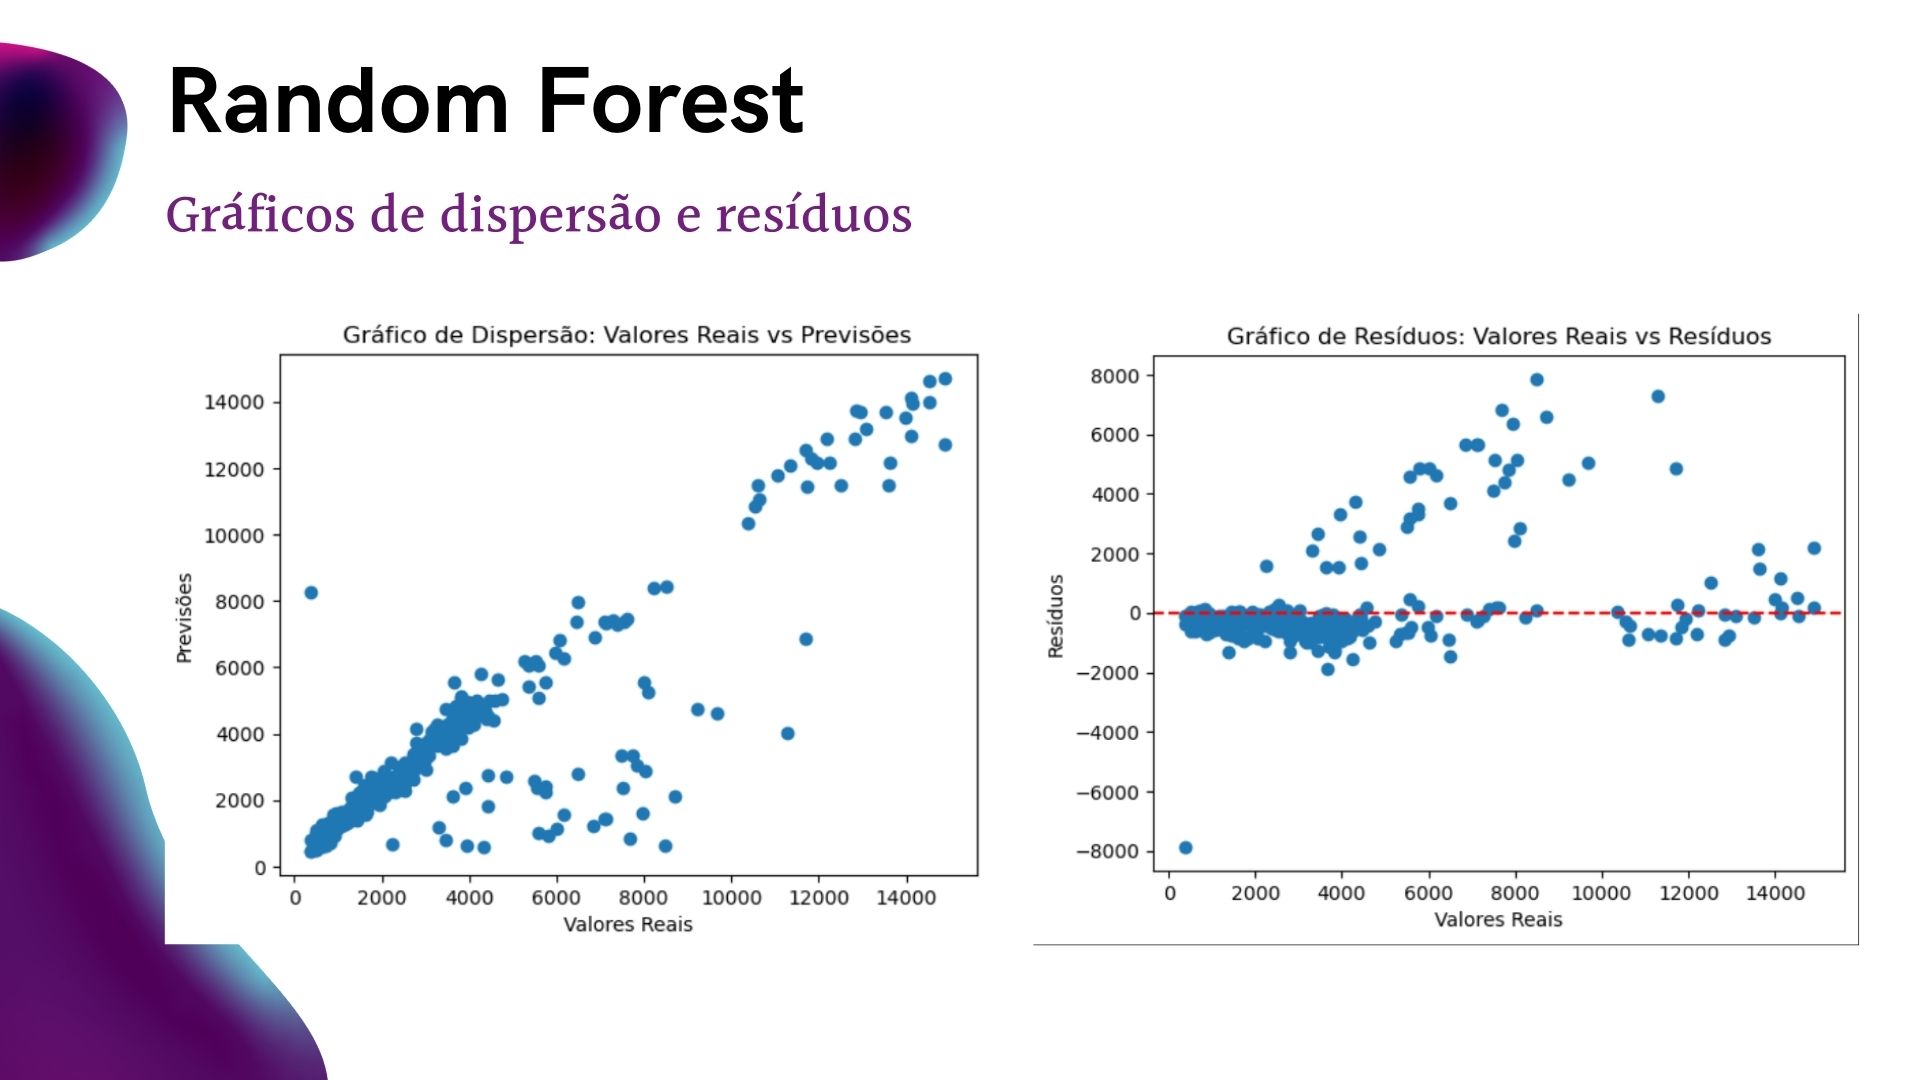 Random Forest
Gráficos de dispersão e resíduos
Gráfico de Dispersão: Valores Reais vs Previsões
14000
12000
10000
8000
6000
4000
2000
0
Previsões
0 2000 4000 6000 8000 10000 12000 14000
Valores Reais
Gráfico de Resíduos: Valores Reais vs Resíduos
8000
6000
4000
2000
0
−2000
−4000
−6000
−8000
Resíduos
0 2000 4000 6000 8000 10000 12000 14000
Valores Reais